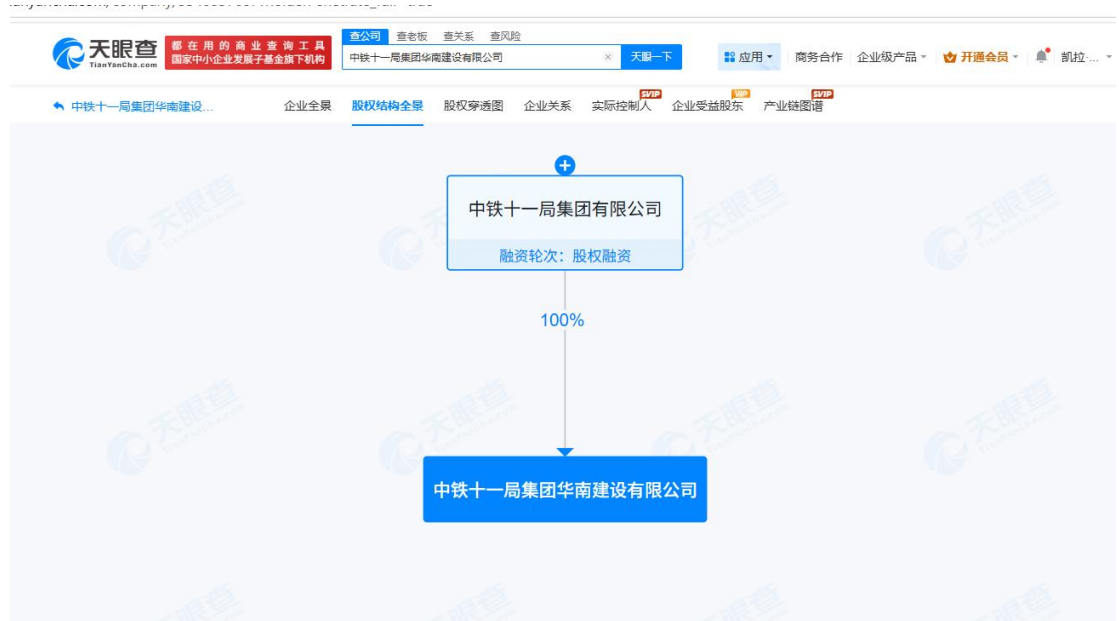 查公司 查老板 查关系 查风险
天眼查 都在用的商业查询工具
TianYanCha.com 国家中小企业发展子基金旗下机构
中铁十一局集团华南建设有限公司 × 天眼一下
应用 商务合作 企业级产品 开通会员 凯拉·...
中铁十一局集团华南建设... 企业全景 股权结构全景 股权穿透图 企业关系 实际控制人 SVIP 企业受益股东 VIP 产业链图谱 SVIP
中铁十一局集团有限公司
融资轮次：股权融资
100%
中铁十一局集团华南建设有限公司